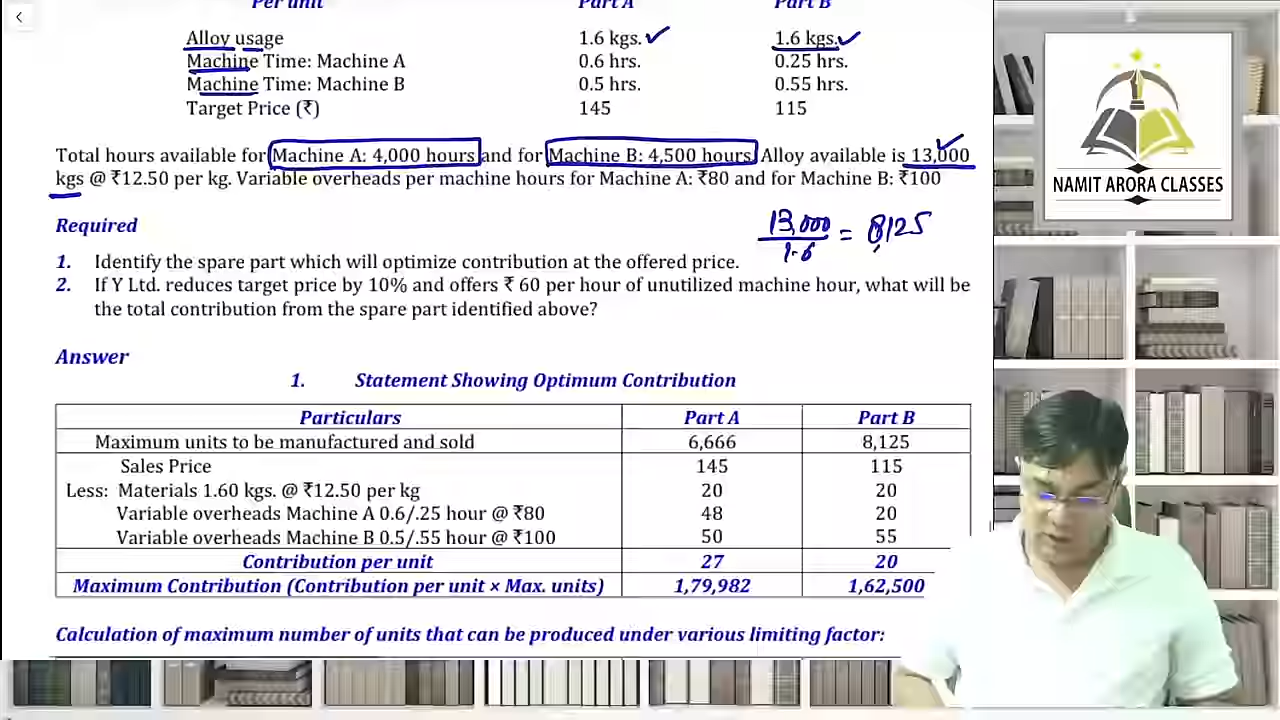 Per unit Part A Part B
Alloy usage 1.6 kgs. 1.6 kgs.
Machine Time: Machine A 0.6 hrs. 0.25 hrs.
Machine Time: Machine B 0.5 hrs. 0.55 hrs.
Target Price (₹) 145 115
Total hours available for Machine A: 4,000 hours and for Machine B: 4,500 hours. Alloy available is 13,000
kgs @ ₹12.50 per kg. Variable overheads per machine hours for Machine A: ₹80 and for Machine B: ₹100
13,000
Required
1.6 = 8125
1. Identify the spare part which will optimize contribution at the offered price.
2. If Y Ltd. reduces target price by 10% and offers ₹ 60 per hour of unutilized machine hour, what will be
the total contribution from the spare part identified above?
Answer
1. Statement Showing Optimum Contribution
Particulars Part A Part B
Maximum units to be manufactured and sold 6,666 8,125
Sales Price 145 115
Less: Materials 1.60 kgs. @ ₹12.50 per kg 20 20
Variable overheads Machine A 0.6/.25 hour @ ₹80 48 20
Variable overheads Machine B 0.5/.55 hour @ ₹100 50 55
Contribution per unit 27 20
Maximum Contribution (Contribution per unit × Max. units) 1,79,982 1,62,500
Calculation of maximum number of units that can be produced under various limiting factor:
NAMIT ARORA CLASSES